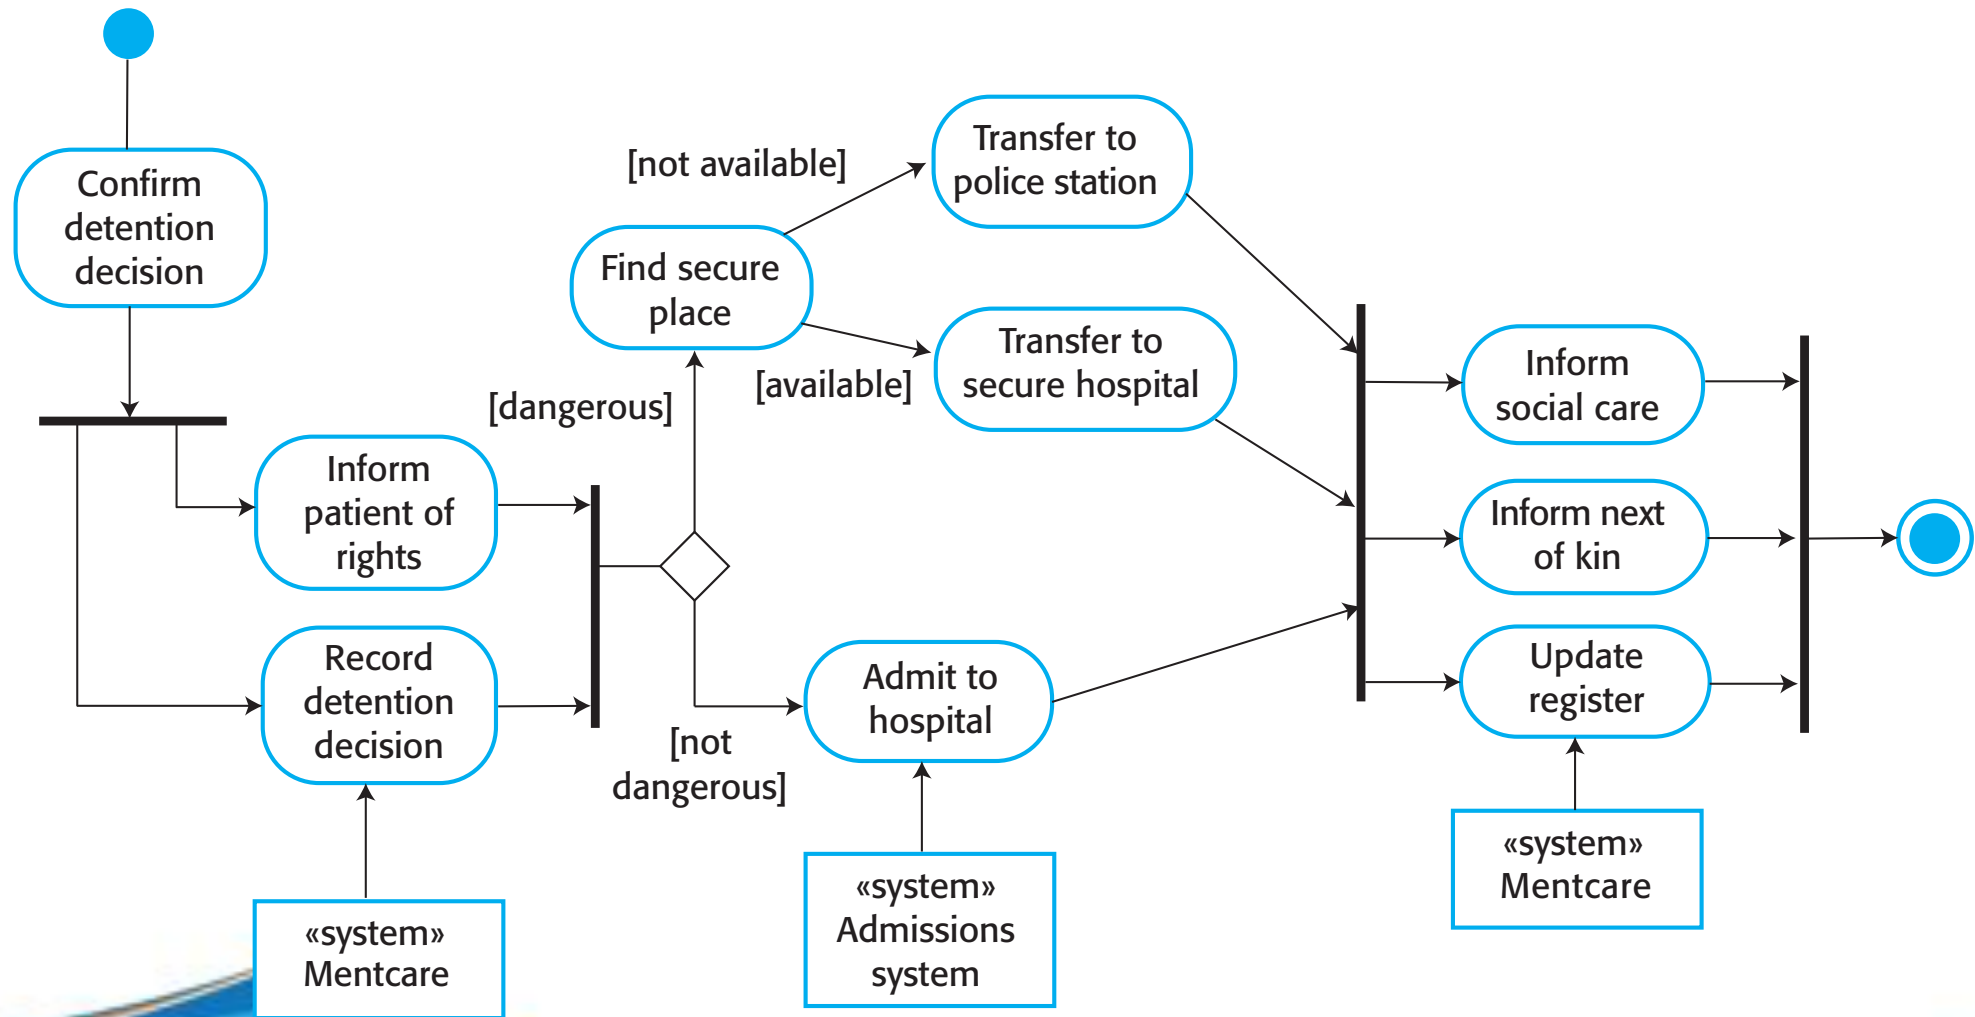 Confirm
detention
decision
Inform
patient of
rights
Record
detention
decision
«system»
Mentcare
[dangerous]
[not
dangerous]
Find secure
place
[not available]
[available]
Transfer to
police station
Transfer to
secure hospital
Admit to
hospital
«system»
Admissions
system
Inform
social care
Inform next
of kin
Update
register
«system»
Mentcare